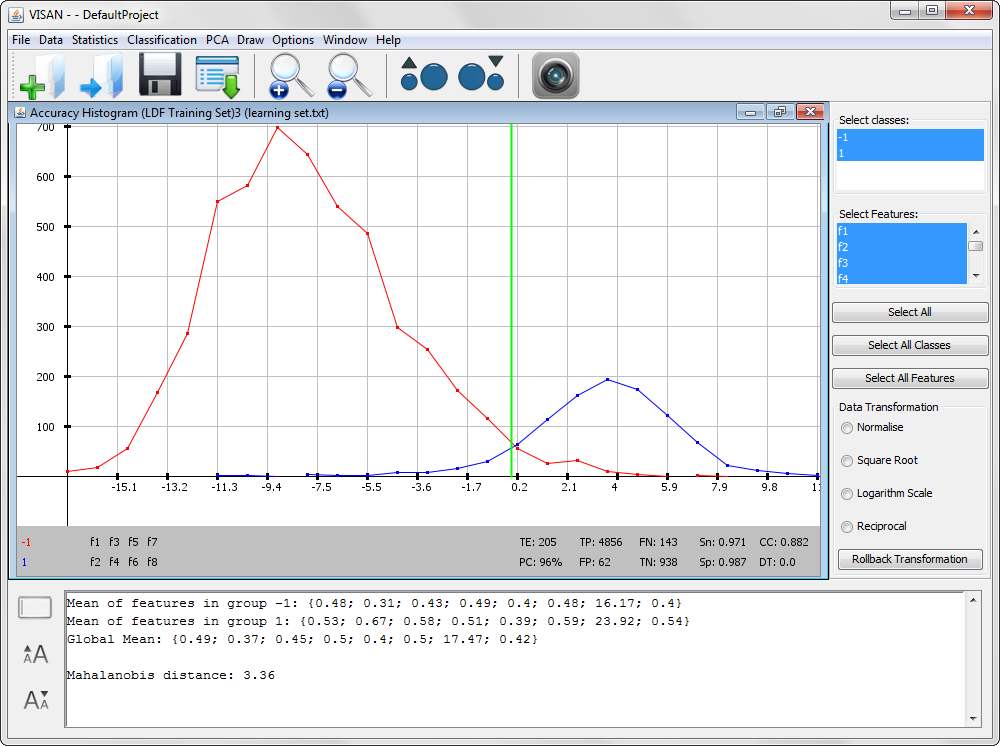 VISAN - - DefaultProject
File Data Statistics Classification PCA Draw Options Window Help
Accuracy Histogram (LDF Training Set)3 (learning set.txt)
700
600
500
400
300
200
100
-15.1 -13.2 -11.3 -9.4 -7.5 -5.5 -3.6 -1.7 0.2 2.1 4 5.9 7.9 9.8
-1 f1 f3 f5 f7 TE: 205 TP: 4856 FN: 143 Sn: 0.971 CC: 0.882
1 f2 f4 f6 f8 PC: 96% FP: 62 TN: 938 Sp: 0.987 DT: 0.0
Select classes:
-1
1
Select Features:
f1
f2
f3
f4
Select All
Select All Classes
Select All Features
Data Transformation
Normalise
Square Root
Logarithm Scale
Reciprocal
Rollback Transformation
AA
AA
Mean of features in group -1: {0.48; 0.31; 0.43; 0.49; 0.4; 0.48; 16.17; 0.4}
Mean of features in group 1: {0.53; 0.67; 0.58; 0.51; 0.39; 0.59; 23.92; 0.54}
Global Mean: {0.49; 0.37; 0.45; 0.5; 0.4; 0.5; 17.47; 0.42}
Mahalanobis distance: 3.36